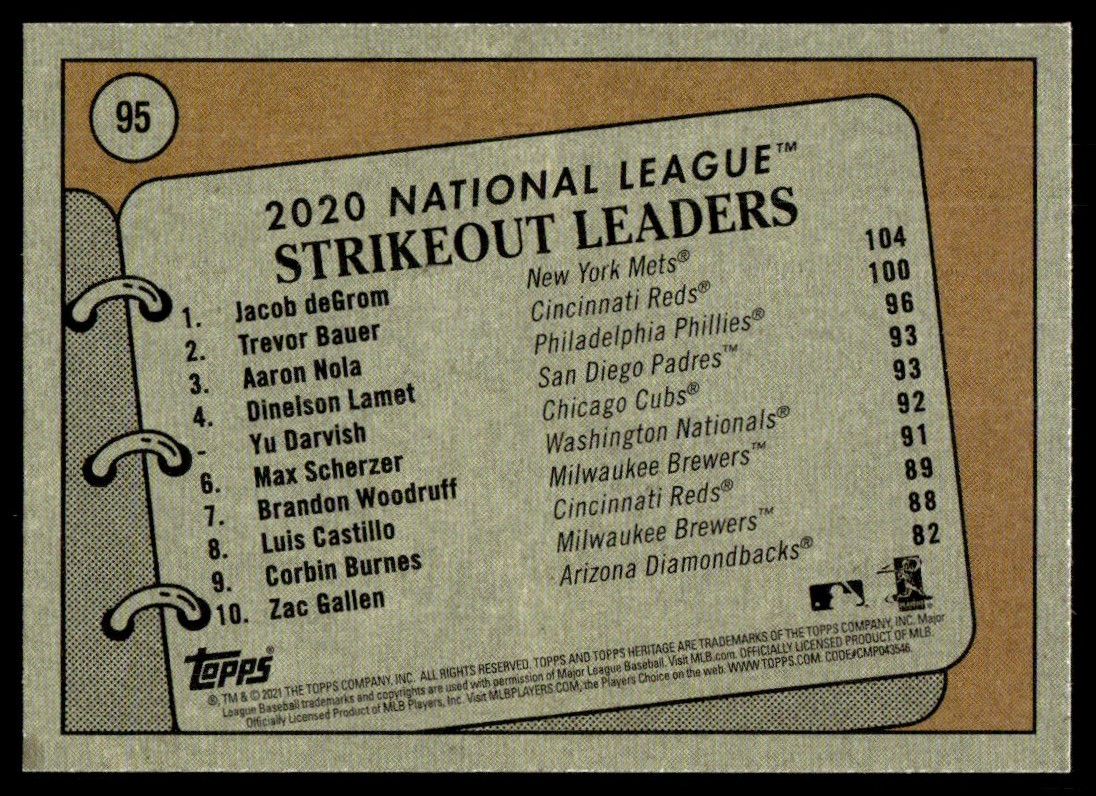 95
2020 NATIONAL LEAGUE™
STRIKEOUT LEADERS
1. Jacob deGrom New York Mets® 104
2. Trevor Bauer Cincinnati Reds® 100
3. Aaron Nola Philadelphia Phillies® 96
4. Dinelson Lamet San Diego Padres™ 93
- Yu Darvish Chicago Cubs® 93
6. Max Scherzer Washington Nationals® 92
7. Brandon Woodruff Milwaukee Brewers™ 91
8. Luis Castillo Cincinnati Reds® 89
9. Corbin Burnes Milwaukee Brewers™ 88
10. Zac Gallen Arizona Diamondbacks® 82
PLAYERS
Topps®
®, TM & © 2021 THE TOPPS COMPANY, INC. ALL RIGHTS RESERVED. TOPPS AND TOPPS HERITAGE ARE TRADEMARKS OF THE TOPPS COMPANY, INC. Major
League Baseball trademarks and copyrights are used with permission of Major League Baseball. Visit MLB.com. OFFICIALLY LICENSED PRODUCT OF MLB
Officially Licensed Product of MLB Players, Inc. Visit MLBPLAYERS.COM, the Players Choice on the web. WWW.TOPPS.COM. CODE#CMP043546